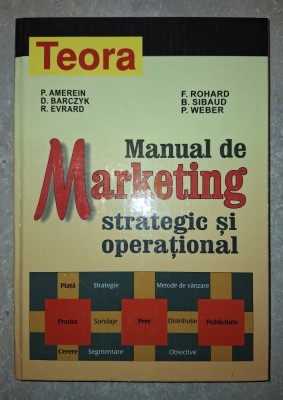 Teora
P. AMEREIN
D. BARCZYK
R. EVRARD
F. ROHARD
B. SIBAUD
P. WEBER
Manual de
Marketing
strategic și
operațional
Plată Strategie Metode de vânzare
Produs Sondaje Preț Distribuție Publicitate
Cerere Segmentare Obiective